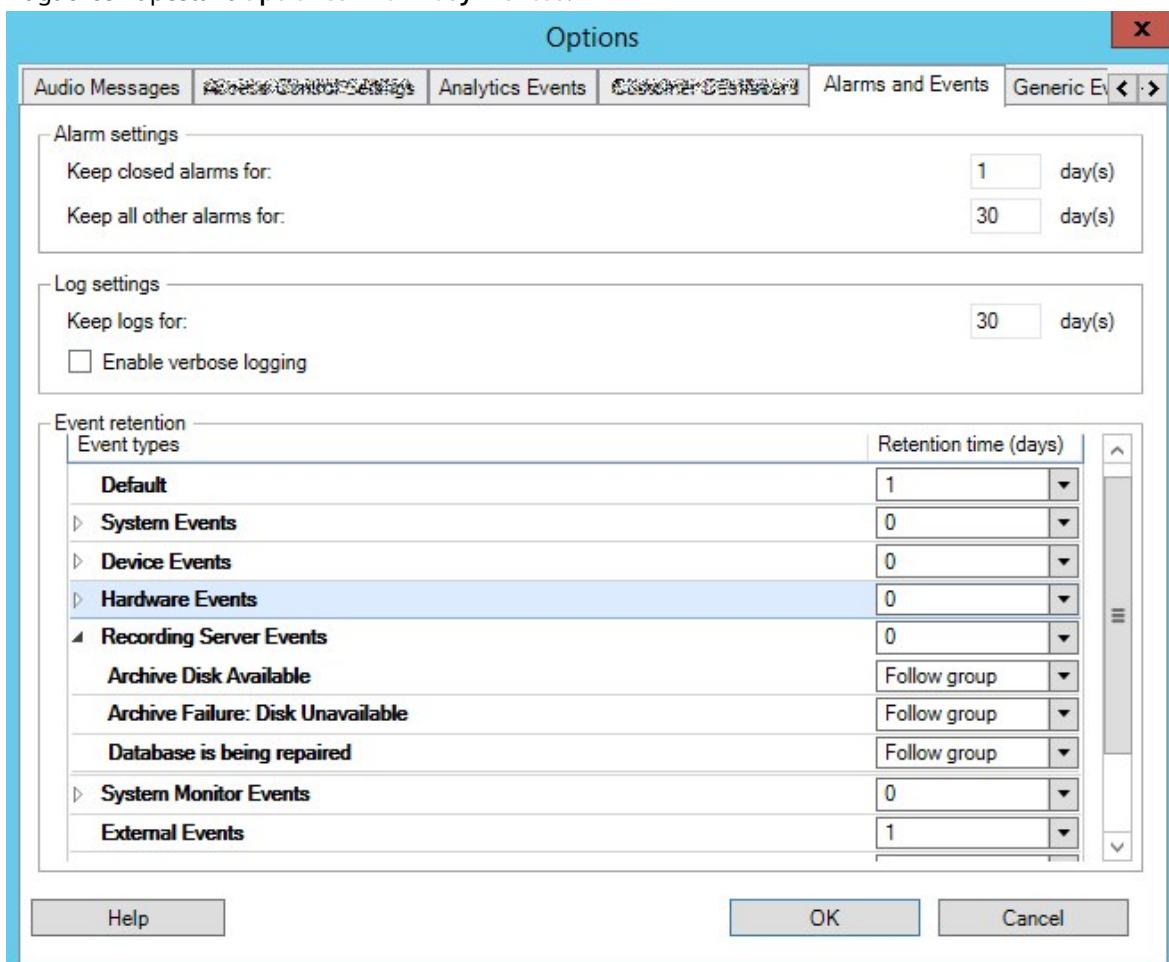 Options
x
Audio Messages
Analytics Events
Alarms and Events
Generic Ev
Alarm settings
Keep closed alarms for: 1 day(s)
Keep all other alarms for: 30 day(s)
Log settings
Keep logs for: 30 day(s)
Enable verbose logging
Event retention
Event types Retention time (days)
Default 1
System Events 0
Device Events 0
Hardware Events 0
Recording Server Events 0
Archive Disk Available Follow group
Archive Failure: Disk Unavailable Follow group
Database is being repaired Follow group
System Monitor Events 0
External Events 1
Help OK Cancel